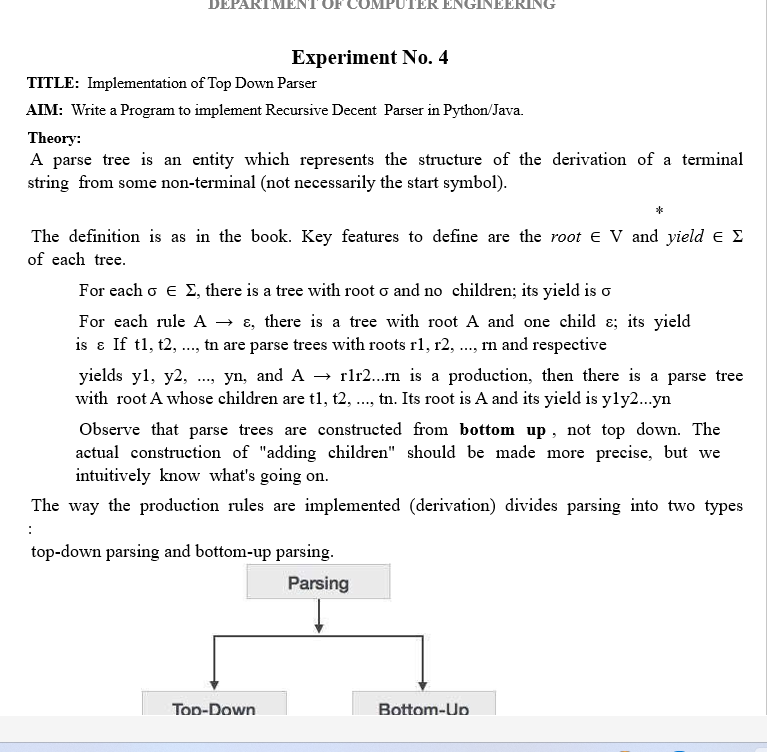 DEPARTMENT OF COMPUTER ENGINEERING
Experiment No. 4
TITLE: Implementation of Top Down Parser
AIM: Write a Program to implement Recursive Decent Parser in Python/Java.
Theory:
A parse tree is an entity which represents the structure of the derivation of a terminal
string from some non-terminal (not necessarily the start symbol).
*
The definition is as in the book. Key features to define are the root ∈ V and yield ∈ Σ
of each tree.
For each σ ∈ Σ, there is a tree with root σ and no children; its yield is σ
For each rule A → ε, there is a tree with root A and one child ε; its yield
is ε If t1, t2, ..., tn are parse trees with roots r1, r2, ..., rn and respective
yields y1, y2, ..., yn, and A → r1r2...rn is a production, then there is a parse tree
with root A whose children are t1, t2, ..., tn. Its root is A and its yield is y1y2...yn
Observe that parse trees are constructed from bottom up , not top down. The
actual construction of "adding children" should be made more precise, but we
intuitively know what's going on.
The way the production rules are implemented (derivation) divides parsing into two types
:
top-down parsing and bottom-up parsing.
Parsing
Top-Down
Bottom-Up